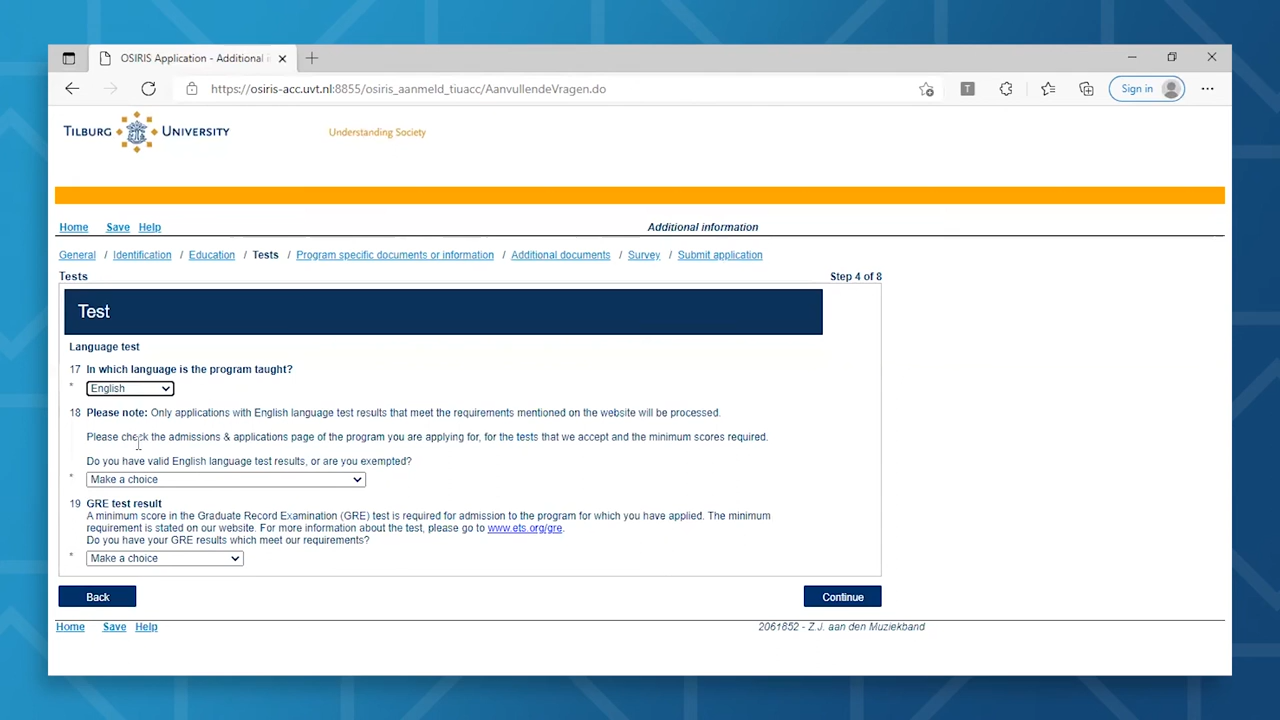 OSIRIS Application - Additional i
https://osiris-acc.uvt.nl:8855/osiris_aanmeld_tiuacc/AanvullendeVragen.do
T
Sign in
TILBURG UNIVERSITY
Understanding Society
Home Save Help
Additional information
General / Identification / Education / Tests / Program specific documents or information / Additional documents / Survey / Submit application
Tests
Step 4 of 8
Test
Language test
17 In which language is the program taught?
* English
18 Please note: Only applications with English language test results that meet the requirements mentioned on the website will be processed.
Please check the admissions & applications page of the program you are applying for, for the tests that we accept and the minimum scores required.
Do you have valid English language test results, or are you exempted?
* Make a choice
19 GRE test result
A minimum score in the Graduate Record Examination (GRE) test is required for admission to the program for which you have applied. The minimum
requirement is stated on our website. For more information about the test, please go to www.ets.org/gre.
Do you have your GRE results which meet our requirements?
* Make a choice
Back
Continue
Home Save Help
2061652 - Z.J. aan den Muziekband